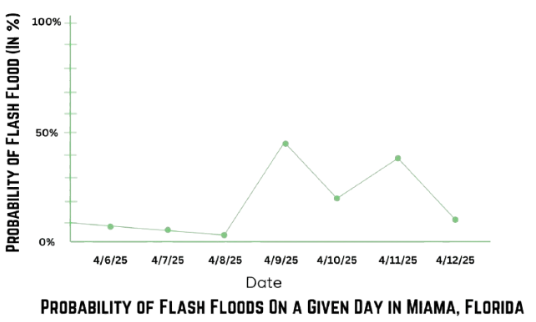 Probability of Flash Flood (In %)
100%
50%
0%
4/6/25 4/7/25 4/8/25 4/9/25 4/10/25 4/11/25 4/12/25
Date
Probability of Flash Floods On a Given Day in Miama, Florida